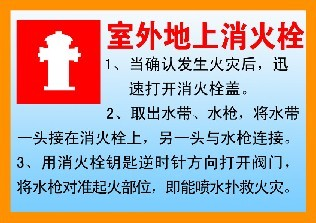 室外地上消火栓
1、当确认发生火灾后，迅
速打开消火栓盖。
2、取出水带、水枪，将水带
一头接在消火栓上，另一头与水枪连接。
3、用消火栓钥匙逆时针方向打开阀门，
将水枪对准起火部位，即能喷水扑救火灾。